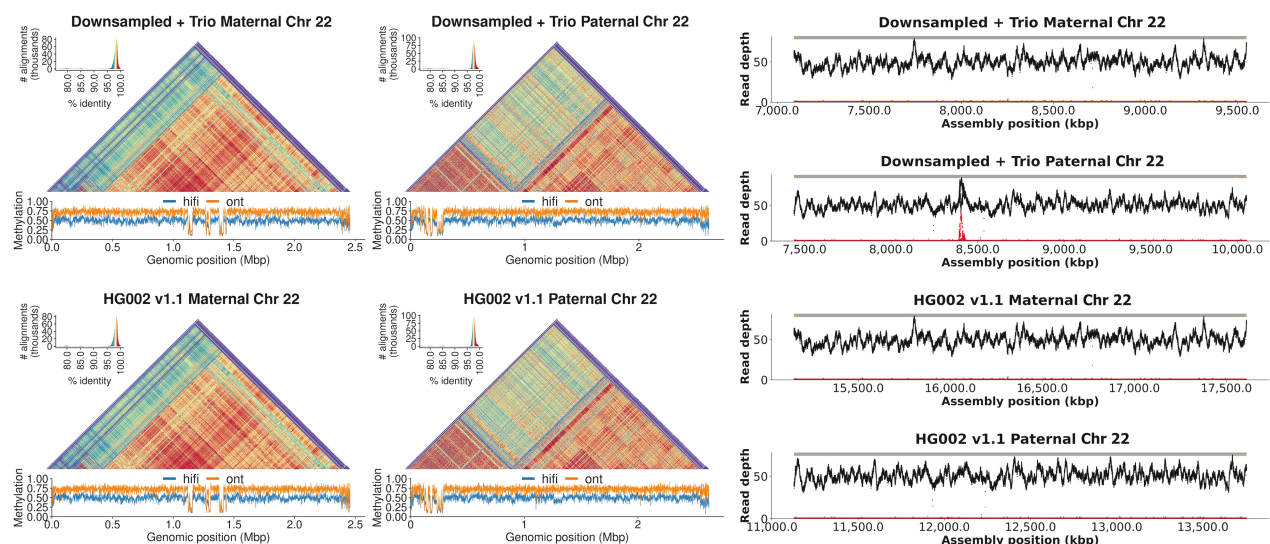 Downsampled + Trio Maternal Chr 22
# alignments
(thousands)
80
60
40
20
0
80.0
85.0
90.0
95.0
100.0
% identity
hifi
ont
Methylation
1.00
0.75
0.50
0.25
0.00
0.0
0.5
1.0
1.5
2.0
2.5
Genomic position (Mbp)
Downsampled + Trio Paternal Chr 22
# alignments
(thousands)
100
75
50
25
0
80.0
85.0
90.0
95.0
100.0
% identity
hifi
ont
Methylation
1.00
0.75
0.50
0.25
0.00
0
1
2
Genomic position (Mbp)
Downsampled + Trio Maternal Chr 22
Read depth
50
0
7,000.0
7,500.0
8,000.0
8,500.0
9,000.0
9,500.0
Assembly position (kbp)
Downsampled + Trio Paternal Chr 22
Read depth
50
0
7,500.0
8,000.0
8,500.0
9,000.0
9,500.0
10,000.0
Assembly position (kbp)
HG002 v1.1 Maternal Chr 22
# alignments
(thousands)
80
60
40
20
0
80.0
85.0
90.0
95.0
100.0
% identity
hifi
ont
Methylation
1.00
0.75
0.50
0.25
0.00
0.0
0.5
1.0
1.5
2.0
2.5
Genomic position (Mbp)
HG002 v1.1 Paternal Chr 22
# alignments
(thousands)
100
75
50
25
0
80.0
85.0
90.0
95.0
100.0
% identity
hifi
ont
Methylation
1.00
0.75
0.50
0.25
0.00
0
1
2
Genomic position (Mbp)
HG002 v1.1 Maternal Chr 22
Read depth
50
0
15,500.0
16,000.0
16,500.0
17,000.0
17,500.0
Assembly position (kbp)
HG002 v1.1 Paternal Chr 22
Read depth
50
0
11,000.0
11,500.0
12,000.0
12,500.0
13,000.0
13,500.0
Assembly position (kbp)